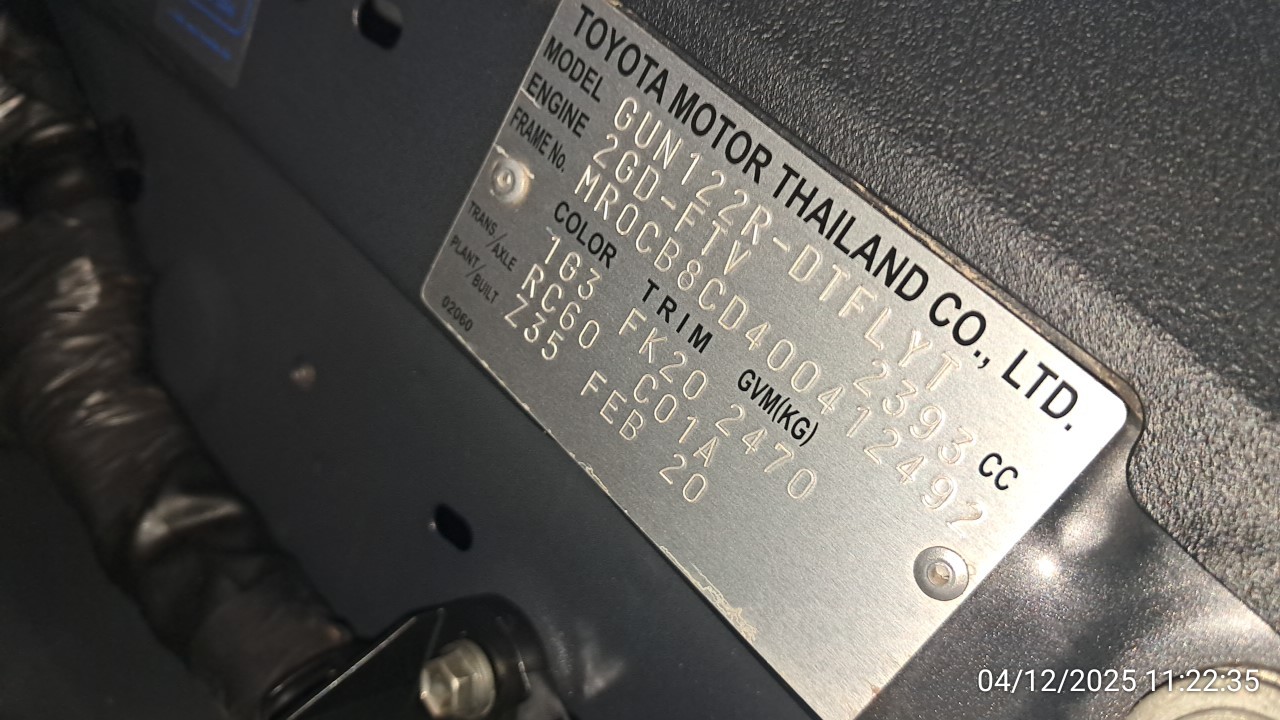 TOYOTA MOTOR THAILAND CO., LTD.
MODEL GUN122R-DTFLYT
ENGINE 2GD-FTV 2393 CC
FRAME No. MR0CB8CD400412492
COLOR TRIM GVM(KG)
1G3 FK20 2470
TRANS/AXLE RC60 C01A
PLANT/BUILT Z35 FEB 20
02060
04/12/2025 11:22:35